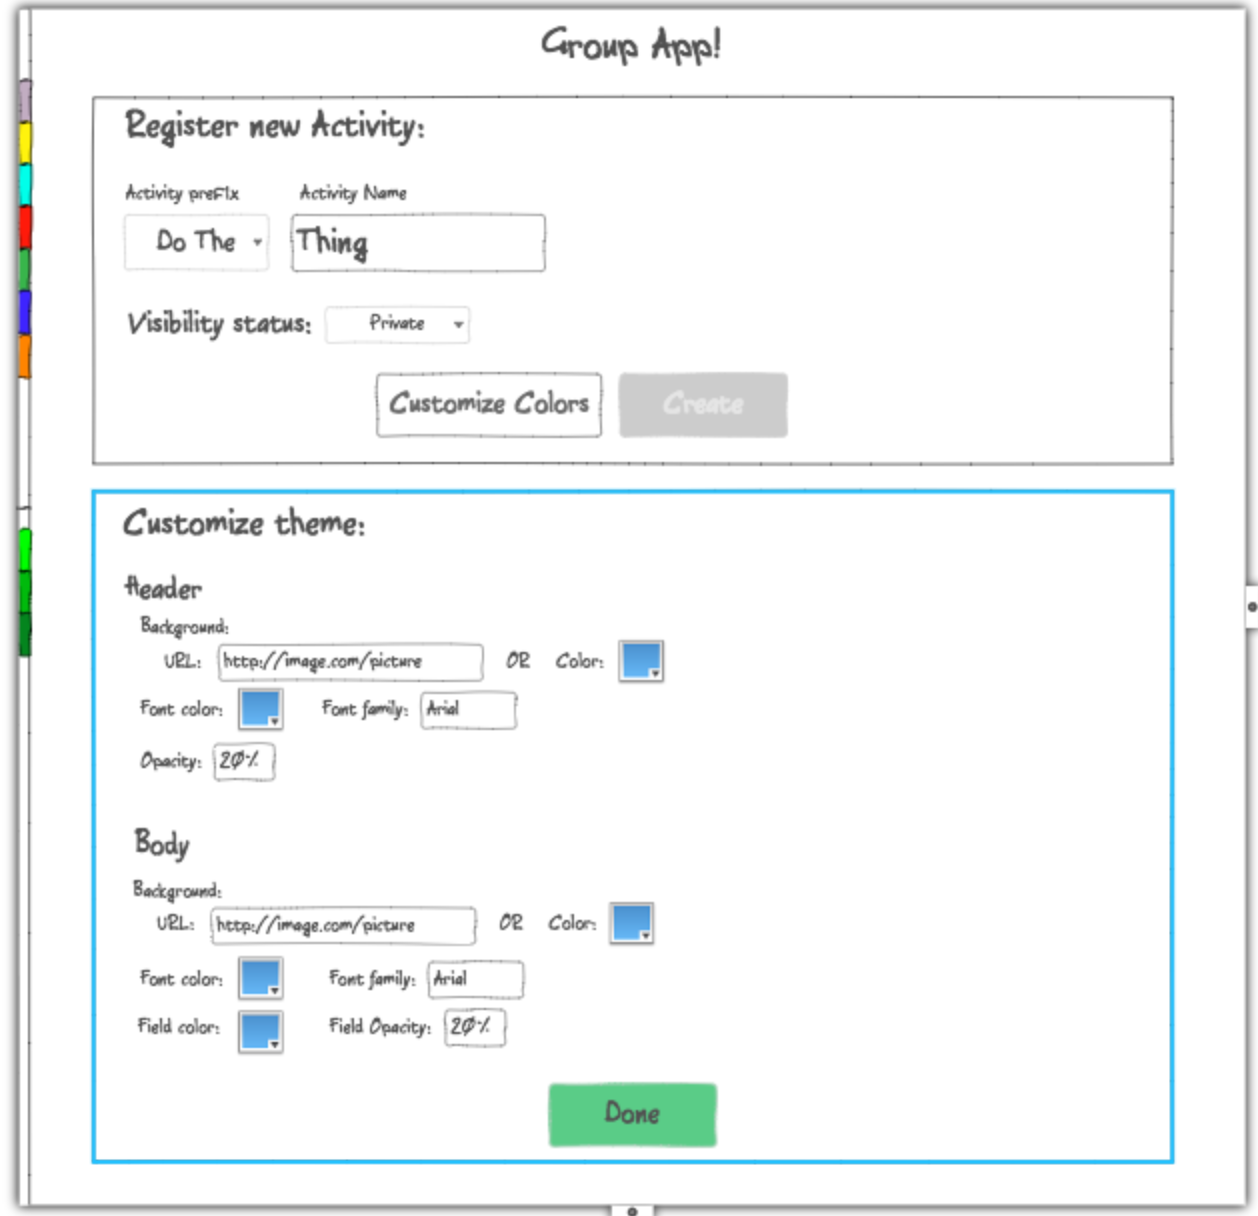 Group App!
Register new Activity:
Activity prefix Activity Name
Do The Thing
Visibility status: Private
Customize Colors Create
Customize theme:
Header
Background:
URL: http://image.com/picture OR Color:
Font color: Font family: Arial
Opacity: 20%
Body
Background:
URL: http://image.com/picture OR Color:
Font color: Font family: Arial
Field color: Field Opacity: 20%
Done